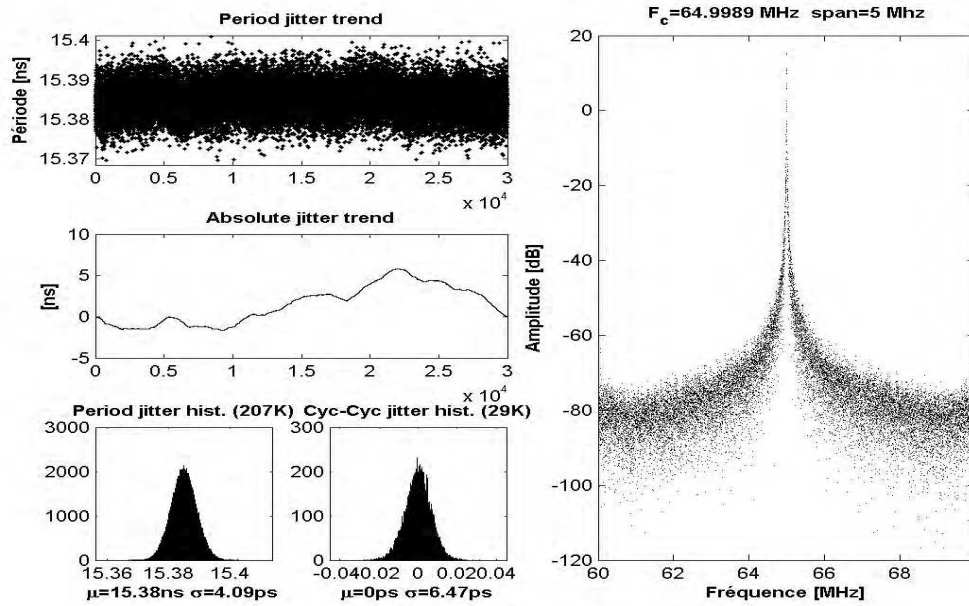 Period jitter trend
15.4
15.39
15.38
15.37
Période [ns]
0 0.5 1 1.5 2 2.5 3
x 10^4
Absolute jitter trend
10
5
0
-5
[ns]
0 0.5 1 1.5 2 2.5 3
x 10^4
Period jitter hist. (207K)
3000
2000
1000
0
15.36 15.38 15.4
µ=15.38ns σ=4.09ps
Cyc-Cyc jitter hist. (29K)
300
200
100
0
-0.04 0.02 0 0.02 0.04
µ=0ps σ=6.47ps
F_c=64.9989 MHz span=5 Mhz
20
0
-20
-40
-60
-80
-100
-120
Amplitude [dB]
60 62 64 66 68
Fréquence [MHz]